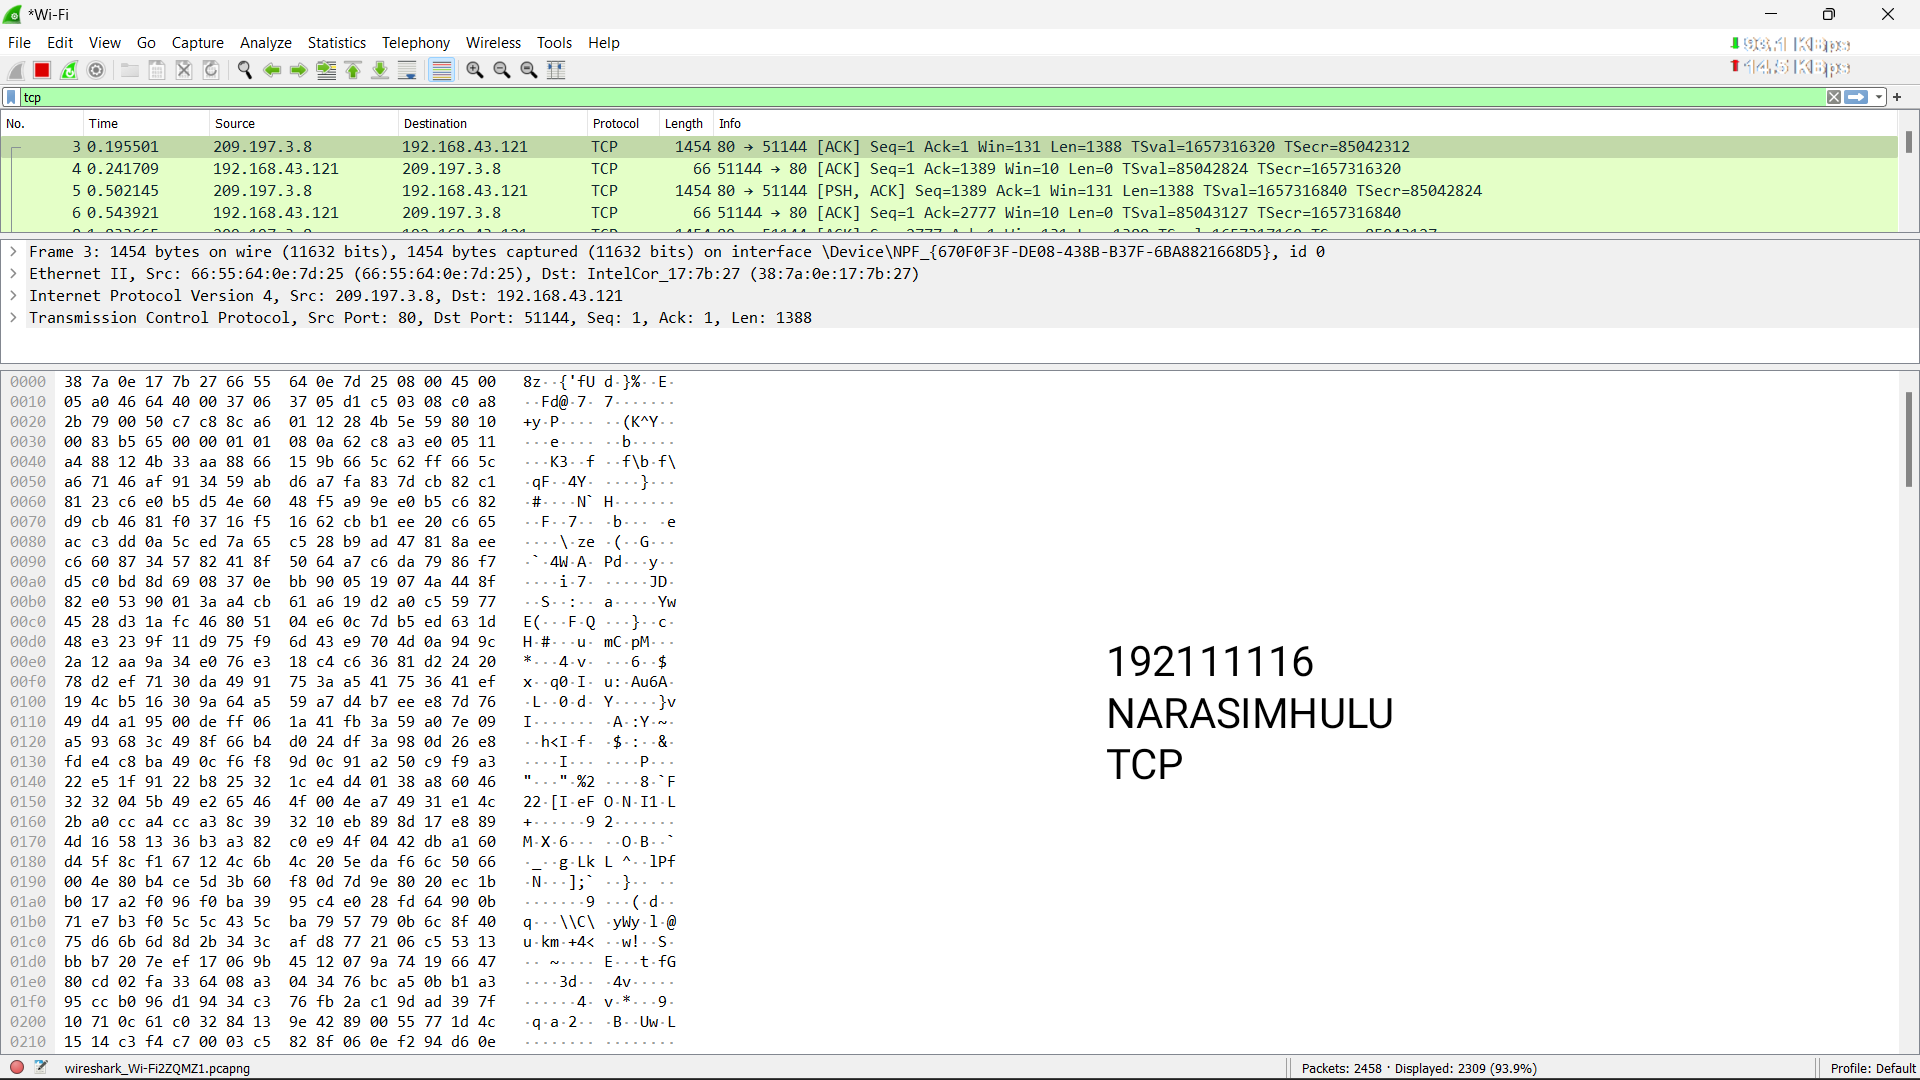 *Wi-Fi
File Edit View Go Capture Analyze Statistics Telephony Wireless Tools Help
tcp
No. Time Source Destination Protocol Length Info
3 0.195501 209.197.3.8 192.168.43.121 TCP 1454 80 → 51144 [ACK] Seq=1 Ack=1 Win=131 Len=1388 TSval=1657316320 TSecr=85042312
4 0.241709 192.168.43.121 209.197.3.8 TCP 66 51144 → 80 [ACK] Seq=1 Ack=1389 Win=10 Len=0 TSval=85042824 TSecr=1657316320
5 0.502145 209.197.3.8 192.168.43.121 TCP 1454 80 → 51144 [PSH, ACK] Seq=1389 Ack=1 Win=131 Len=1388 TSval=1657316840 TSecr=85042824
6 0.543921 192.168.43.121 209.197.3.8 TCP 66 51144 → 80 [ACK] Seq=1 Ack=2777 Win=10 Len=0 TSval=85043127 TSecr=1657316840
Frame 3: 1454 bytes on wire (11632 bits), 1454 bytes captured (11632 bits) on interface \Device\NPF_{670F0F3F-DE08-438B-B37F-6BA8821668D5}, id 0
Ethernet II, Src: 66:55:64:0e:7d:25 (66:55:64:0e:7d:25), Dst: IntelCor_17:7b:27 (38:7a:0e:17:7b:27)
Internet Protocol Version 4, Src: 209.197.3.8, Dst: 192.168.43.121
Transmission Control Protocol, Src Port: 80, Dst Port: 51144, Seq: 1, Ack: 1, Len: 1388
0000 38 7a 0e 17 7b 27 66 55 64 0e 7d 25 08 00 45 00 8z··{'fU d·}%··E·
0010 05 a0 46 64 40 00 37 06 37 05 d1 c5 03 08 c0 a8 ··Fd@·7· 7·······
0020 2b 79 00 50 c7 c8 8c a6 01 12 28 4b 5e 59 80 10 +y·P···· ··(K^Y··
0030 00 83 b5 65 00 00 01 01 08 0a 62 c8 a3 e0 05 11 ···e···· ··b·····
0040 a4 88 12 4b 33 aa 88 66 15 9b 66 5c 62 ff 66 5c ···K3··f ··f\b·f\
0050 a6 71 46 af 91 34 59 ab d6 a7 fa 83 7d cb 82 c1 ·qF··4Y· ····}···
0060 81 23 c6 e0 b5 d5 4e 60 48 f5 a9 9e e0 b5 c6 82 ·#····N` H·······
0070 d9 cb 46 81 f0 37 16 f5 16 62 cb b1 ee 20 c6 65 ··F··7·· ·b··· ·e
0080 ac c3 dd 0a 5c ed 7a 65 c5 28 b9 ad 47 81 8a ee ····\·ze ·(··G···
0090 c6 60 87 34 57 82 41 8f 50 64 a7 c6 da 79 86 f7 ·`·4W·A· Pd···y··
00a0 d5 c0 bd 8d 69 08 37 0e bb 90 05 19 07 4a 44 8f ····i·7· ·····JD·
00b0 82 e0 53 90 01 3a a4 cb 61 a6 19 d2 a0 c5 59 77 ··S··:·· a·····Yw
00c0 45 28 d3 1a fc 46 80 51 04 e6 0c 7d b5 ed 63 1d E(···F·Q ···}··c·
00d0 48 e3 23 9f 11 d9 75 f9 6d 43 e9 70 4d 0a 94 9c H·#···u· mC·pM···
00e0 2a 12 aa 9a 34 e0 76 e3 18 c4 c6 36 81 d2 24 20 *···4·v· ···6··$
00f0 78 d2 ef 71 30 da 49 91 75 3a a5 41 75 36 41 ef x··q0·I· u:·Au6A·
0100 19 4c b5 16 30 9a 64 a5 59 a7 d4 b7 ee e8 7d 76 ·L··0·d· Y·····}v
0110 49 d4 a1 95 00 de ff 06 1a 41 fb 3a 59 a0 7e 09 I······· ·A·:Y·~·
0120 a5 93 68 3c 49 8f 66 b4 d0 24 df 3a 98 0d 26 e8 ··h<I·f· ·$·:··&·
0130 fd e4 c8 ba 49 0c f6 f8 9d 0c 91 a2 50 c9 f9 a3 ····I··· ····P···
0140 22 e5 1f 91 22 b8 25 32 1c e4 d4 01 38 a8 60 46 "···"·%2 ····8·`F
0150 32 32 04 5b 49 e2 65 46 4f 00 4e a7 49 31 e1 4c 22·[I·eF O·N·I1·L
0160 2b a0 cc a4 cc a3 8c 39 32 10 eb 89 8d 17 e8 89 +······9 2·······
0170 4d 16 58 13 36 b3 a3 82 c0 e9 4f 04 42 db a1 60 M·X·6··· ··O·B··`
0180 d4 5f 8c f1 67 12 4c 6b 4c 20 5e da f6 6c 50 66 ·_··g·Lk L ^··lPf
0190 00 4e 80 b4 ce 5d 3b 60 f8 0d 7d 9e 80 20 ec 1b ·N···];` ··}·· ··
01a0 b0 17 a2 f0 96 f0 ba 39 95 c4 e0 28 fd 64 90 0b ·······9 ···(·d··
01b0 71 e7 b3 f0 5c 5c 43 5c ba 79 57 79 0b 6c 8f 40 q···\\C\ ·yWy·l·@
01c0 75 d6 6b 6d 8d 2b 34 3c af d8 77 21 06 c5 53 13 u·km·+4< ··w!··S·
01d0 bb b7 20 7e ef 17 06 9b 45 12 07 9a 74 19 66 47 ·· ~···· E···t·fG
01e0 80 cd 02 fa 33 64 08 a3 04 34 76 bc a5 0b b1 a3 ····3d·· ·4v·····
01f0 95 cc b0 96 d1 94 34 c3 76 fb 2a c1 9d ad 39 7f ······4· v·*···9·
0200 10 71 0c 61 c0 32 84 13 9e 42 89 00 55 77 1d 4c ·q·a·2·· ·B··Uw·L
0210 15 14 c3 f4 c7 00 03 c5 82 8f 06 0e f2 94 d6 0e ········ ········
192111116
NARASIMHULU
TCP
wireshark_Wi-Fi2ZQMZ1.pcapng Packets: 2458 · Displayed: 2309 (93.9%) Profile: Default